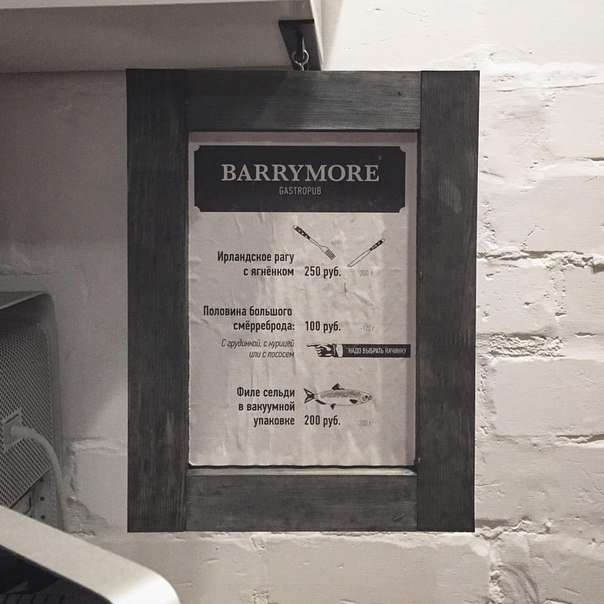 BARRYMORE
GASTROPUB
Ирландское рагу
с ягнёнком 250 руб.
Половина большого
смёрреброда: 100 руб.
С грудинкой, с курицей
или с лососем
НАДО ВЫБРАТЬ НАЧИНКУ
Филе сельди
в вакуумной
упаковке 200 руб.